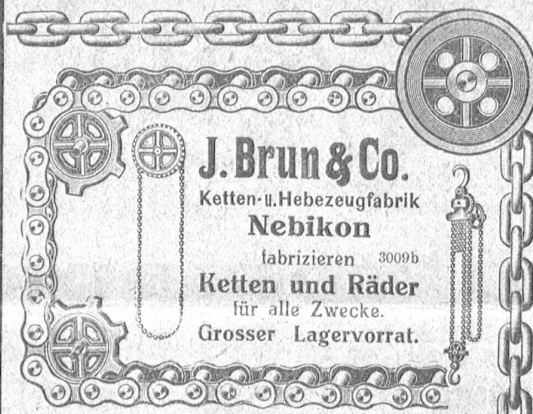 J. Brun & Co.
Ketten- u. Hebezeugfabrik
Nebikon
fabrizieren 3009b
Ketten und Räder
für alle Zwecke.
Grosser Lagervorrat.